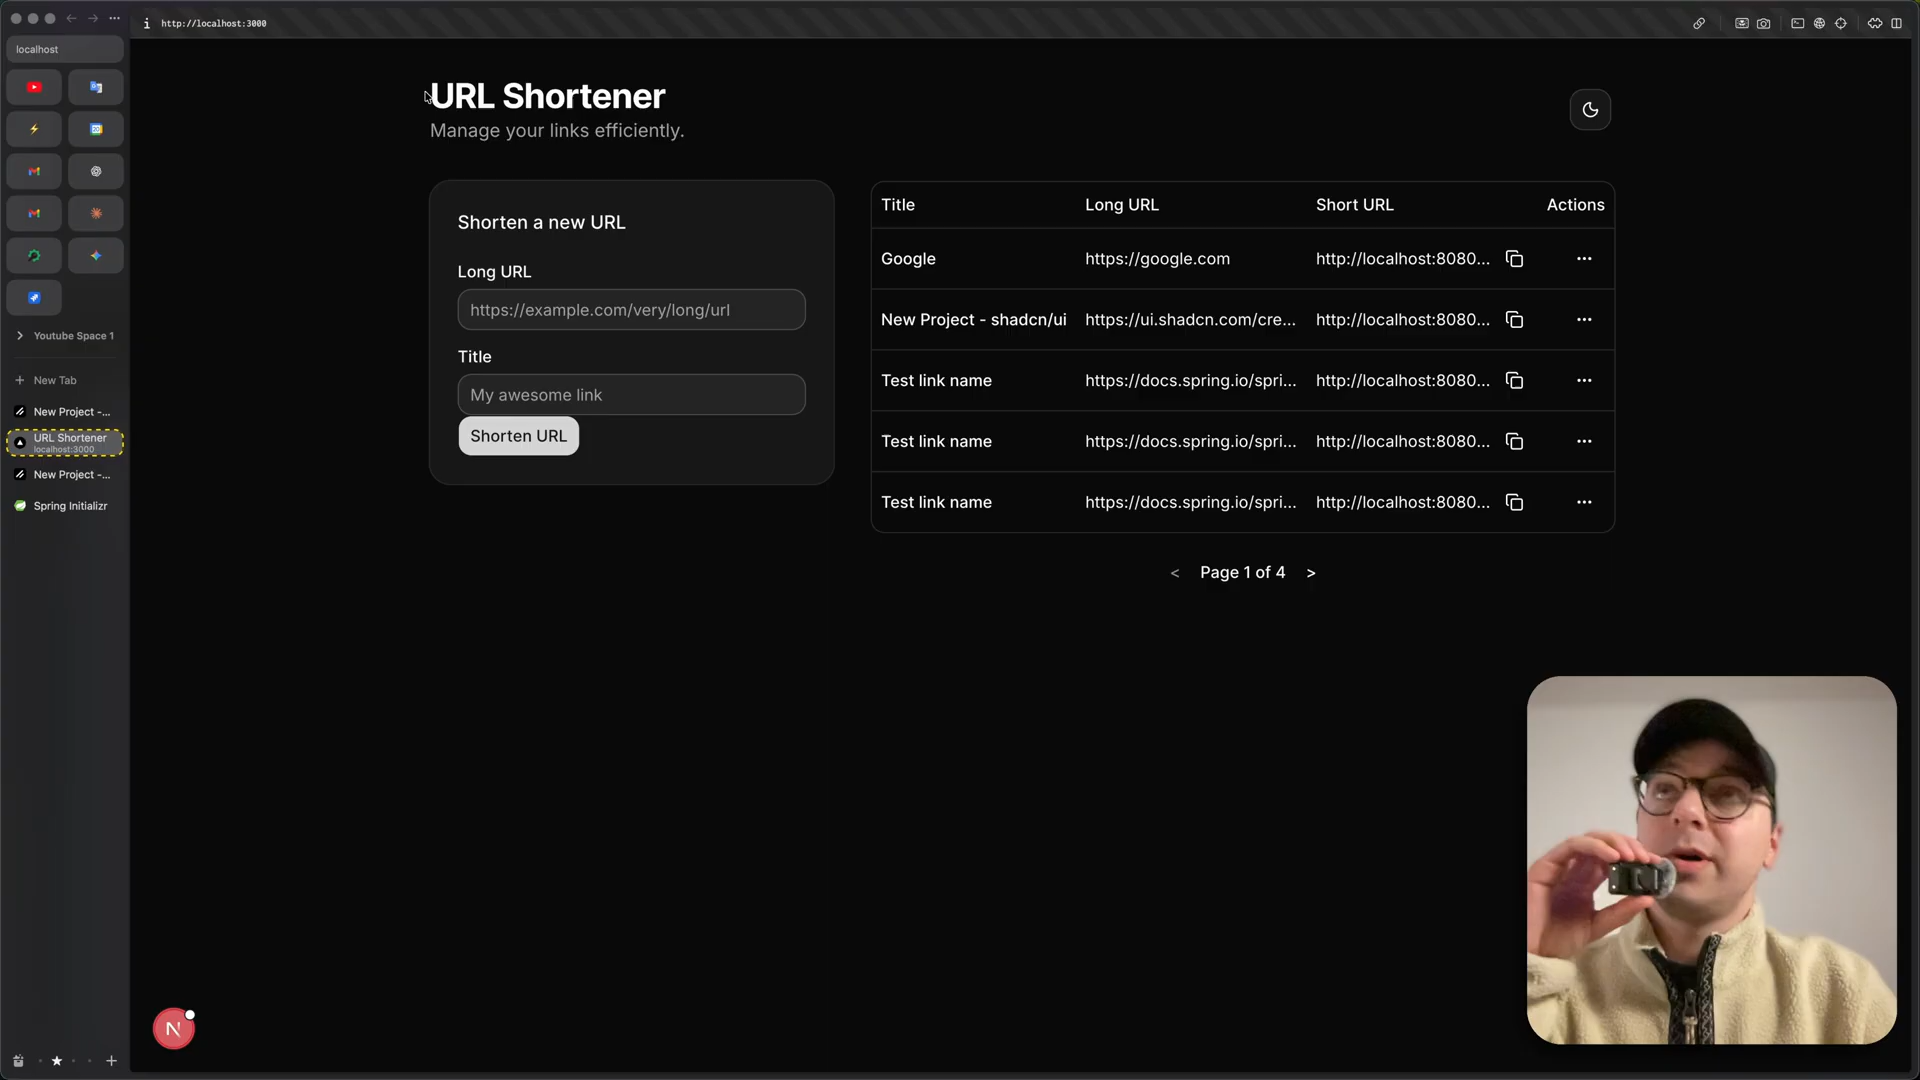 http://localhost:3000
localhost
Youtube Space 1
New Tab
New Project -...
URL Shortener
localhost:3000
New Project -...
Spring Initializr
URL Shortener
Manage your links efficiently.
Shorten a new URL
Long URL
https://example.com/very/long/url
Title
My awesome link
Shorten URL
Title Long URL Short URL Actions
Google https://google.com http://localhost:8080...
New Project - shadcn/ui https://ui.shadcn.com/cre... http://localhost:8080...
Test link name https://docs.spring.io/spri... http://localhost:8080...
Test link name https://docs.spring.io/spri... http://localhost:8080...
Test link name https://docs.spring.io/spri... http://localhost:8080...
< Page 1 of 4 >
N